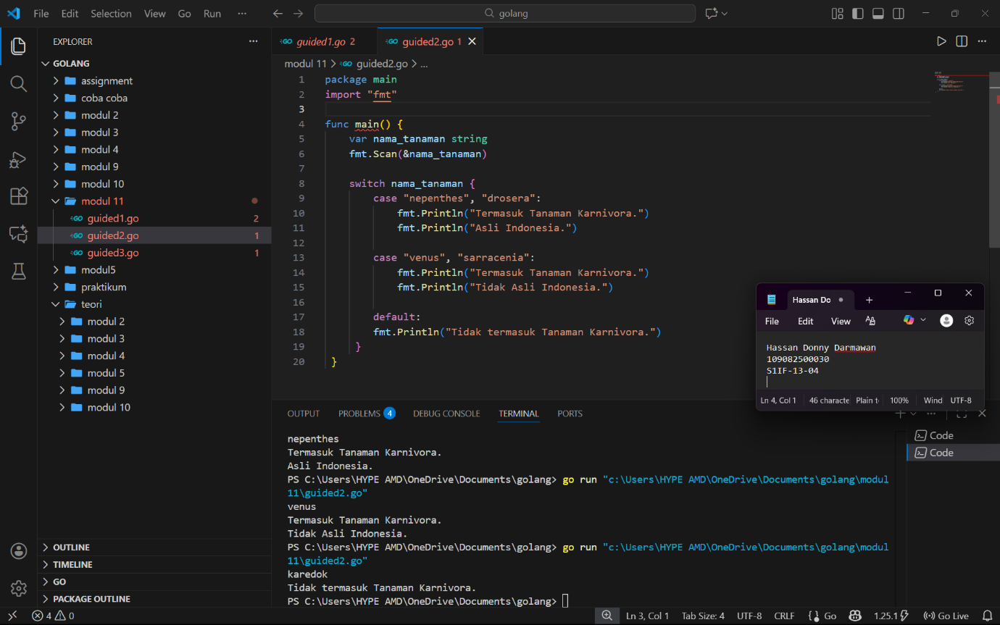 File Edit Selection View Go Run ··· golang
EXPLORER ···
GOLANG
assignment
coba coba
modul 2
modul 3
modul 4
modul 9
modul 10
modul 11
guided1.go 2
guided2.go 1
guided3.go 1
modul5
praktikum
teori
modul 2
modul 3
modul 4
modul 5
modul 9
modul 10
OUTLINE
TIMELINE
GO
PACKAGE OUTLINE
guided1.go 2 guided2.go 1
modul 11 > guided2.go > ...
1 package main
2 import "fmt"
3
4 func main() {
5 var nama_tanaman string
6 fmt.Scan(&nama_tanaman)
7
8 switch nama_tanaman {
9 case "nepenthes", "drosera":
10 fmt.Println("Termasuk Tanaman Karnivora.")
11 fmt.Println("Asli Indonesia.")
12
13 case "venus", "sarracenia":
14 fmt.Println("Termasuk Tanaman Karnivora.")
15 fmt.Println("Tidak Asli Indonesia.")
16
17 default:
18 fmt.Println("Tidak termasuk Tanaman Karnivora.")
19 }
20 }
Hassan Do
File Edit View
Hassan Donny Darmawan
109082500030
S1IF-13-04
Ln 4, Col 1 46 characte Plain t 100% Wind UTF-8
OUTPUT PROBLEMS 4 DEBUG CONSOLE TERMINAL PORTS
nepenthes
Termasuk Tanaman Karnivora.
Asli Indonesia.
PS C:\Users\HYPE AMD\OneDrive\Documents\golang> go run "c:\Users\HYPE AMD\OneDrive\Documents\golang\modul
11\guided2.go"
venus
Termasuk Tanaman Karnivora.
Tidak Asli Indonesia.
PS C:\Users\HYPE AMD\OneDrive\Documents\golang> go run "c:\Users\HYPE AMD\OneDrive\Documents\golang\modul
11\guided2.go"
karedok
Tidak termasuk Tanaman Karnivora.
PS C:\Users\HYPE AMD\OneDrive\Documents\golang>
Code
Code
4 0 Ln 3, Col 1 Tab Size: 4 UTF-8 CRLF Go 1.25.1 Go Live